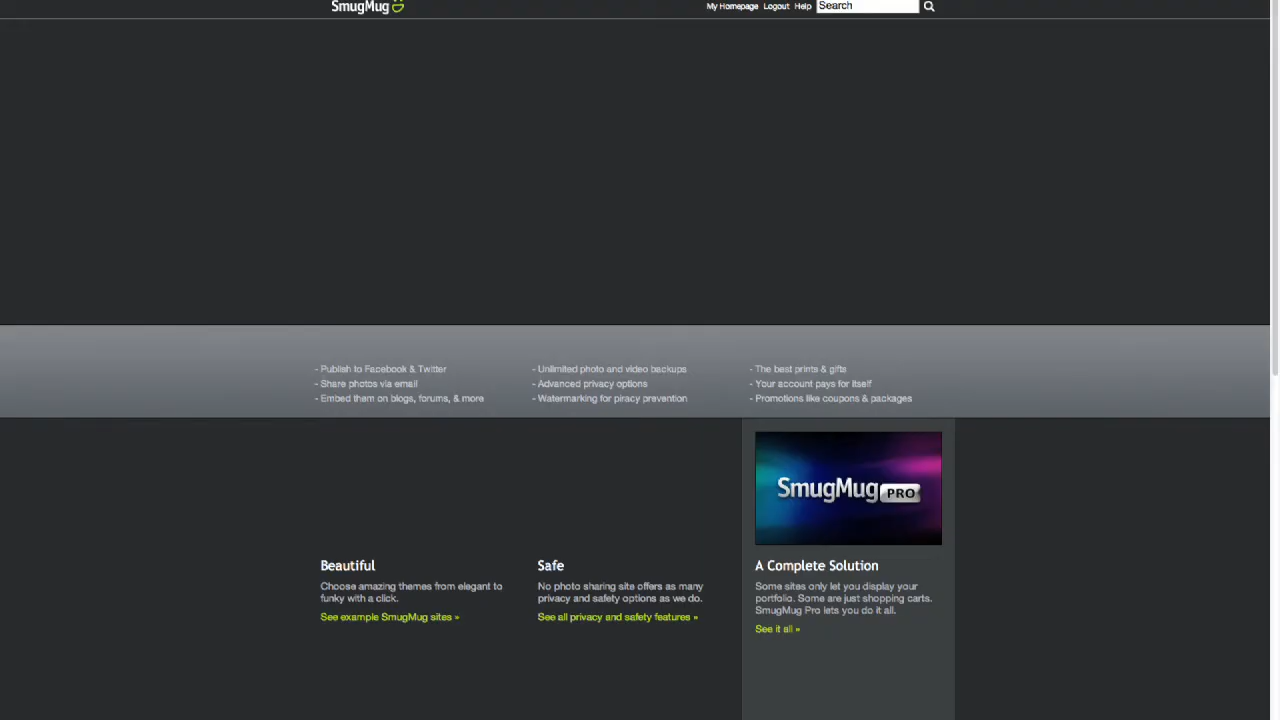 SmugMug
My Homepage Logout Help Search
- Publish to Facebook & Twitter
- Share photos via email
- Embed them on blogs, forums, & more
- Unlimited photo and video backups
- Advanced privacy options
- Watermarking for piracy prevention
- The best prints & gifts
- Your account pays for itself
- Promotions like coupons & packages
SmugMug PRO
Beautiful
Choose amazing themes from elegant to
funky with a click.
See example SmugMug sites »
Safe
No photo sharing site offers as many
privacy and safety options as we do.
See all privacy and safety features »
A Complete Solution
Some sites only let you display your
portfolio. Some are just shopping carts.
SmugMug Pro lets you do it all.
See it all »